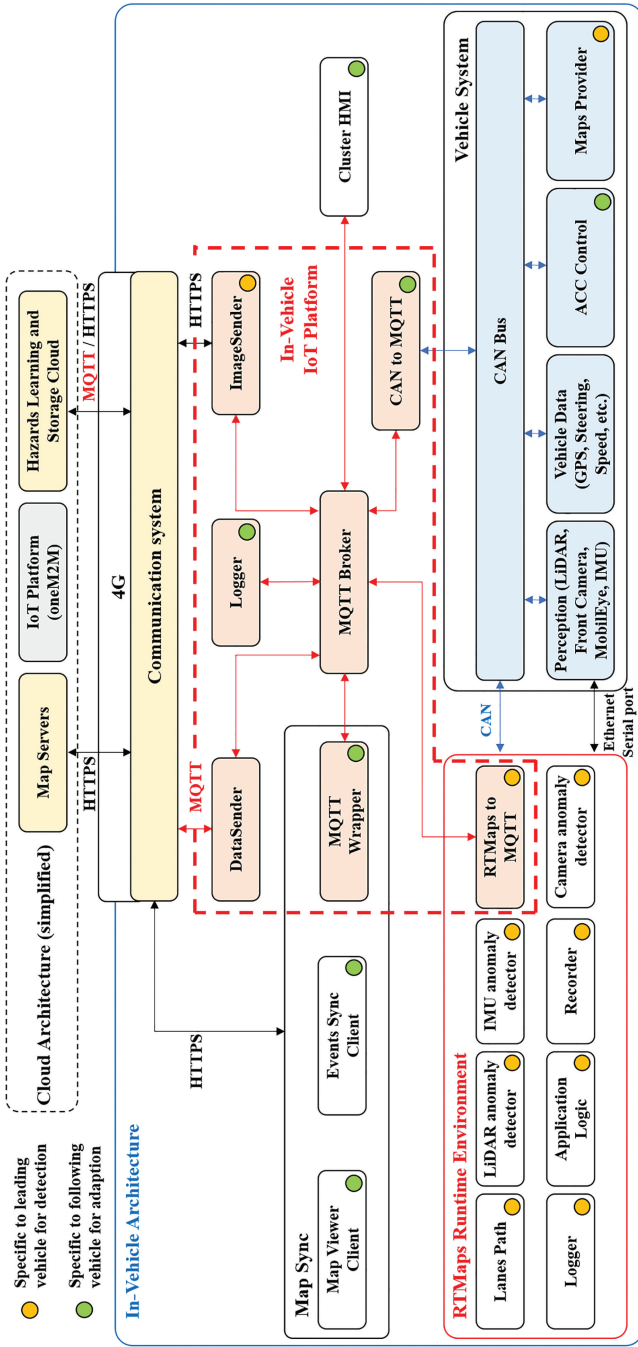 Specific to leading
vehicle for detection
Specific to following
vehicle for adaption
Cloud Architecture (simplified)
Map Servers
IoT Platform
(oneM2M)
Hazards Learning and
Storage Cloud
HTTPS
MQTT / HTTPS
In-Vehicle Architecture
4G
Communication system
HTTPS
MQTT
HTTPS
Map Sync
Map Viewer
Client
Events Sync
Client
MQTT
Wrapper
DataSender
Logger
ImageSender
In-Vehicle
IoT Platform
MQTT Broker
CAN to MQTT
Cluster HMI
RTMaps Runtime Environment
Lanes Path
LiDAR anomaly
detector
IMU anomaly
detector
RTMaps to
MQTT
Logger
Application
Logic
Recorder
Camera anomaly
detector
CAN
Ethernet
Serial port
Vehicle System
CAN Bus
Perception (LiDAR,
Front Camera,
MobilEye, IMU)
Vehicle Data
(GPS, Steering,
Speed, etc.)
ACC Control
Maps Provider